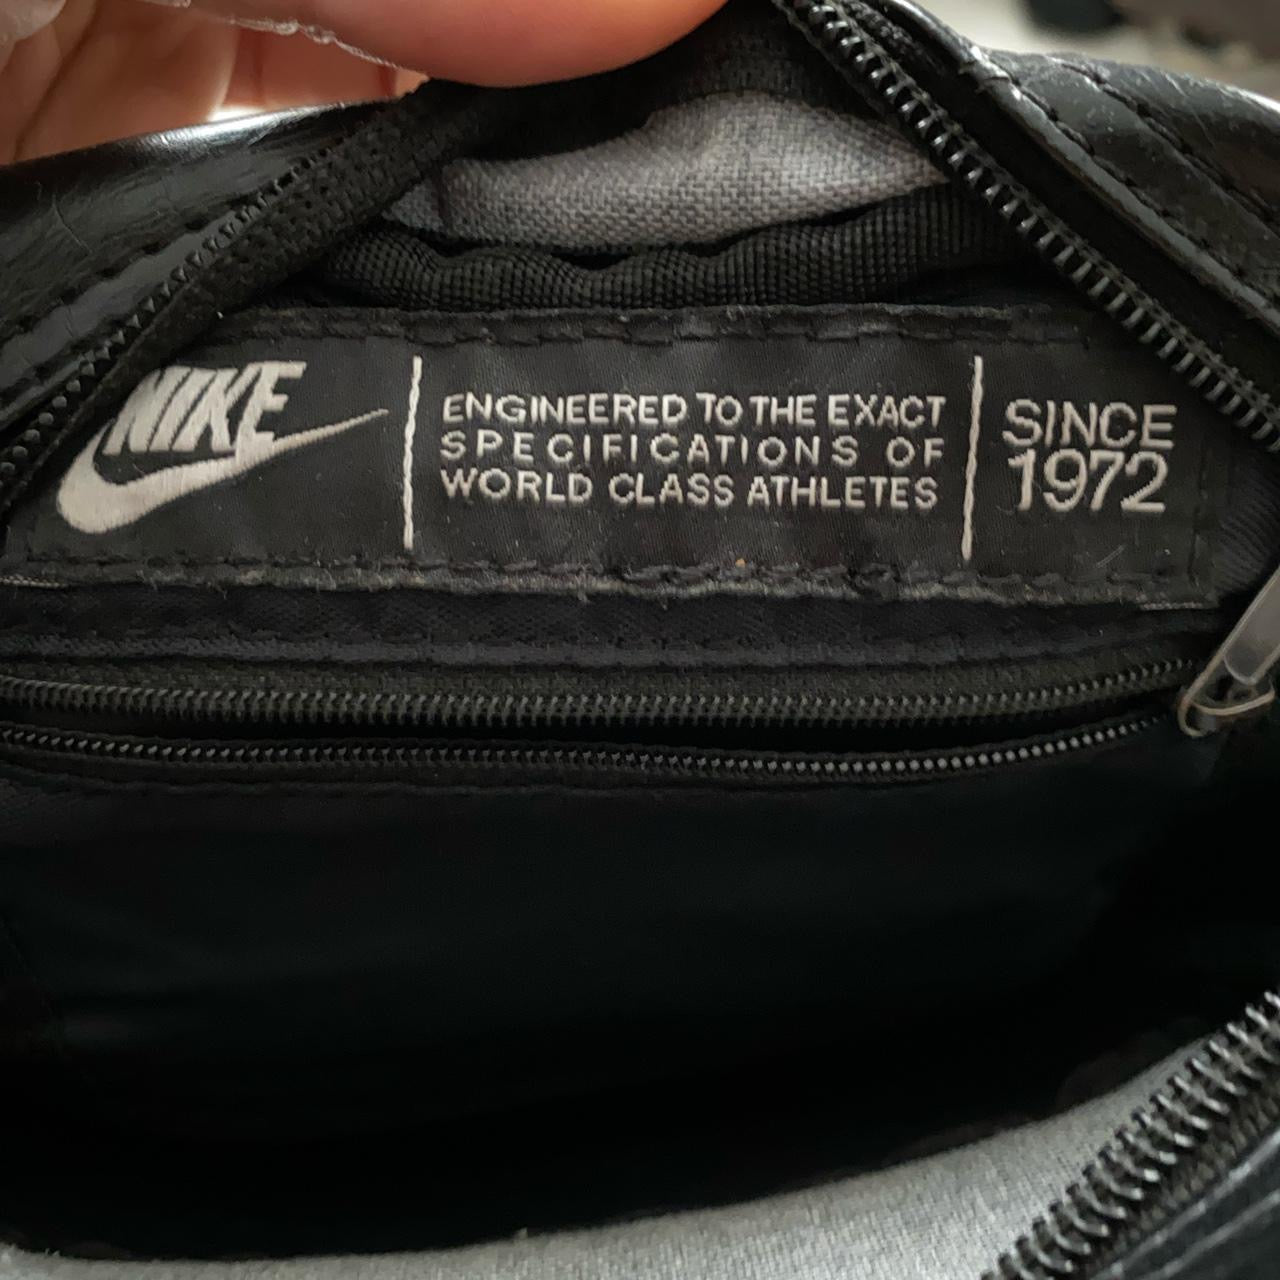 NIKE
ENGINEERED TO THE EXACT
SPECIFICATIONS OF
WORLD CLASS ATHLETES
SINCE
1972